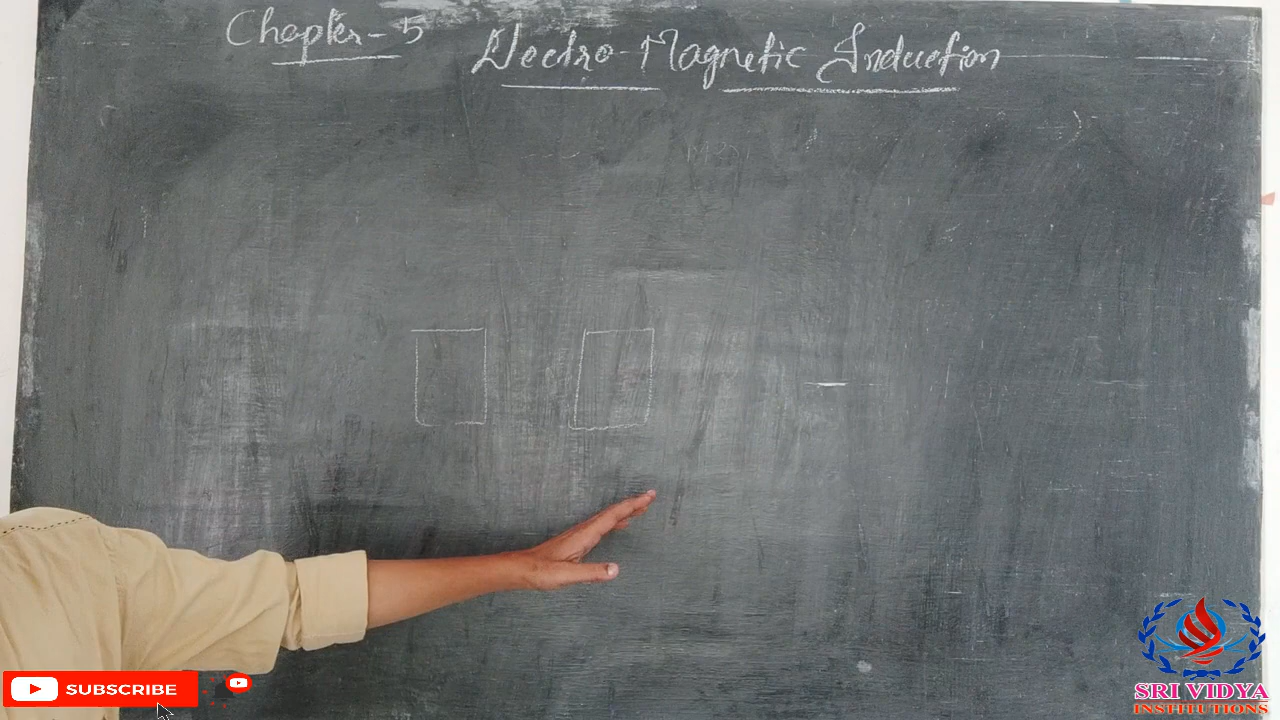 Chapter-5
Electro-Magnetic Induction
SUBSCRIBE
SRI VIDYA
INSTITUTIONS